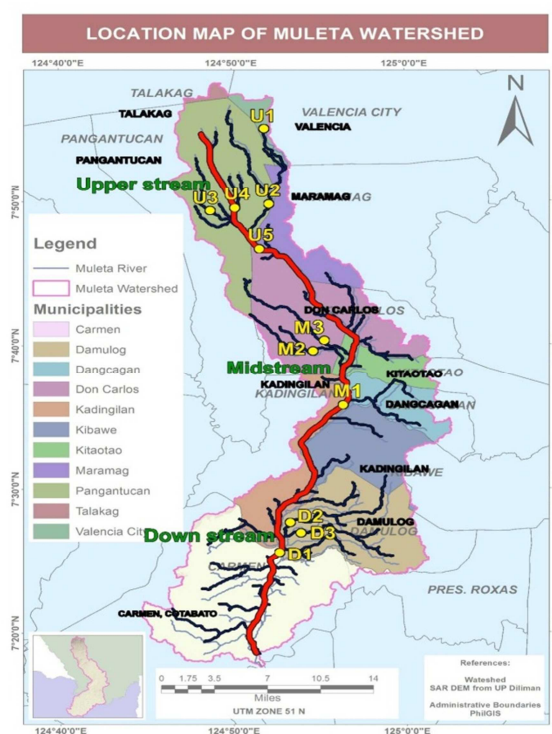 LOCATION MAP OF MULETA WATERSHED
124°40'0"E
124°50'0"E
125°0'0"E
N
TALAKAG
TALAKAG
U1
VALENCIA CITY
VALENCIA
PANGANTUCAN
PANGANTUCAN
Upper stream
7°50'0"N
U3
U4
U2
MARAMAG
U5
Legend
Muleta River
Muleta Watershed
Municipalities
Carmen
Damulog
Dangcagan
Don Carlos
Kadingilan
Kibawe
Kitaotao
Maramag
Pangantucan
Talakag
Valencia City
DON CARLOS
M3
M2
7°40'0"N
Midstream
KITAOTAO
KADINGILAN
KADINGILAN
M1
DANGCAGAN
KADINGILAN
7°30'0"N
D2
DAMULOG
DAMULOG
D3
Down stream
D1
CARMEN
PRES. ROXAS
CARMEN, COTABATO
7°20'0"N
0 1.75 3.5 7 10.5 14
Miles
UTM ZONE 51 N
References:
Wateshed
SAR DEM from UP Diliman
Administrative Boundaries
PhilGIS
124°50'0"E
125°0'0"E